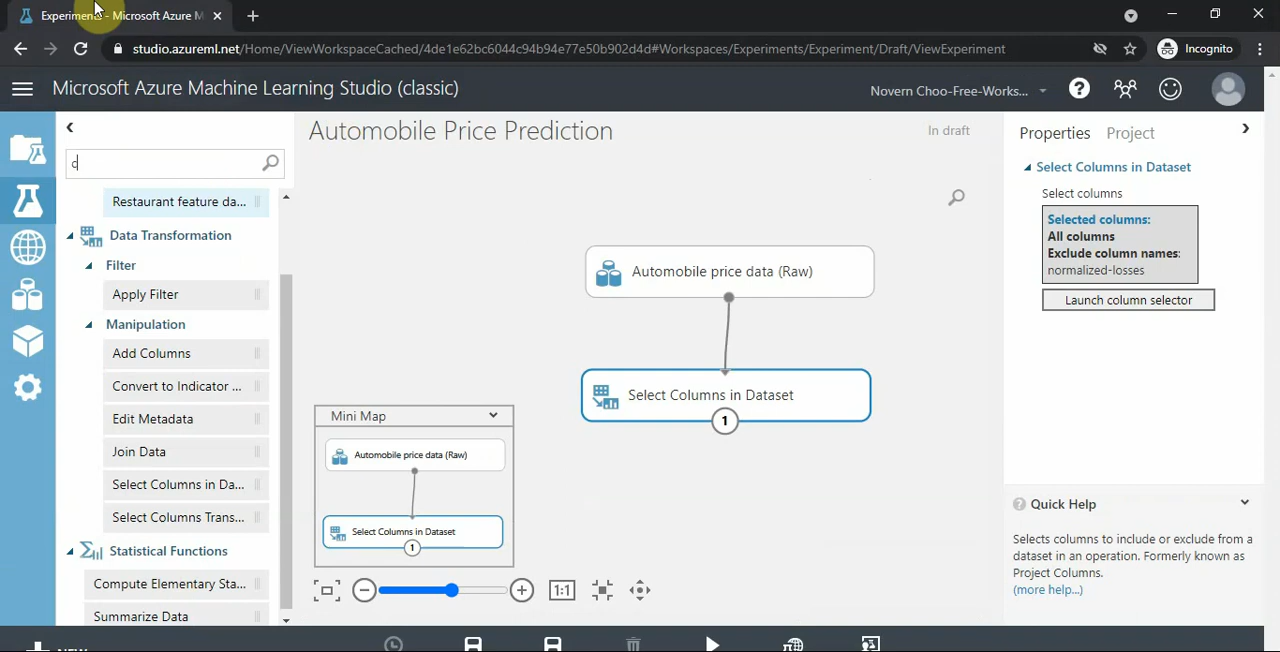 Experiments - Microsoft Azure M
studio.azureml.net/Home/ViewWorkspaceCached/4de1e62bc6044c94b94e77e50b902d4d#Workspaces/Experiments/Experiment/Draft/ViewExperiment
Incognito
Microsoft Azure Machine Learning Studio (classic)
Novern Choo-Free-Works...
c
Restaurant feature da...
Data Transformation
Filter
Apply Filter
Manipulation
Add Columns
Convert to Indicator ...
Edit Metadata
Join Data
Select Columns in Da...
Select Columns Trans...
Statistical Functions
Compute Elementary Sta...
Summarize Data
Automobile Price Prediction
In draft
Automobile price data (Raw)
Select Columns in Dataset
1
Mini Map
Automobile price data (Raw)
Select Columns in Dataset
1
1:1
Properties Project
Select Columns in Dataset
Select columns
Selected columns:
All columns
Exclude column names:
normalized-losses
Launch column selector
Quick Help
Selects columns to include or exclude from a
dataset in an operation. Formerly known as
Project Columns.
(more help...)
NEW